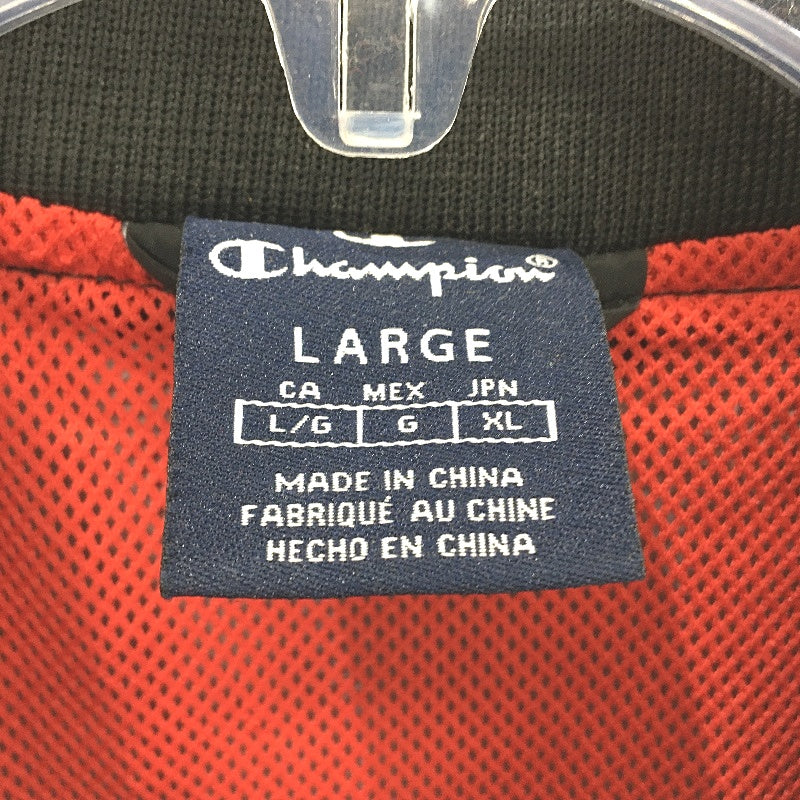 Champion®
LARGE
CA MEX JPN
L/G G XL
MADE IN CHINA
FABRIQUÉ AU CHINE
HECHO EN CHINA